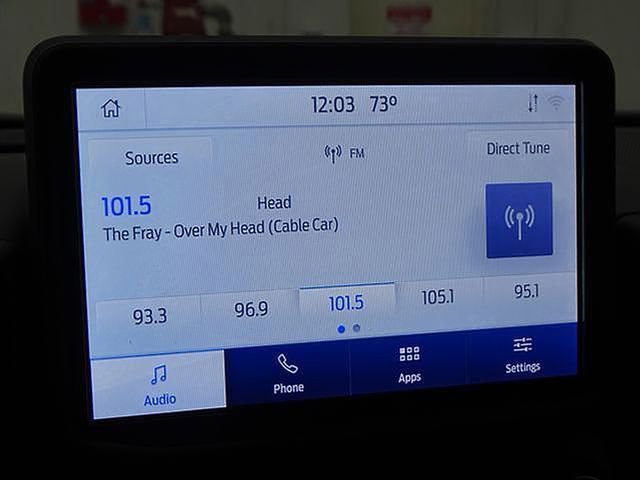 12:03 73º
Sources
FM
Direct Tune
101.5
Head
The Fray - Over My Head (Cable Car)
93.3
96.9
101.5
105.1
95.1
Audio
Phone
Apps
Settings